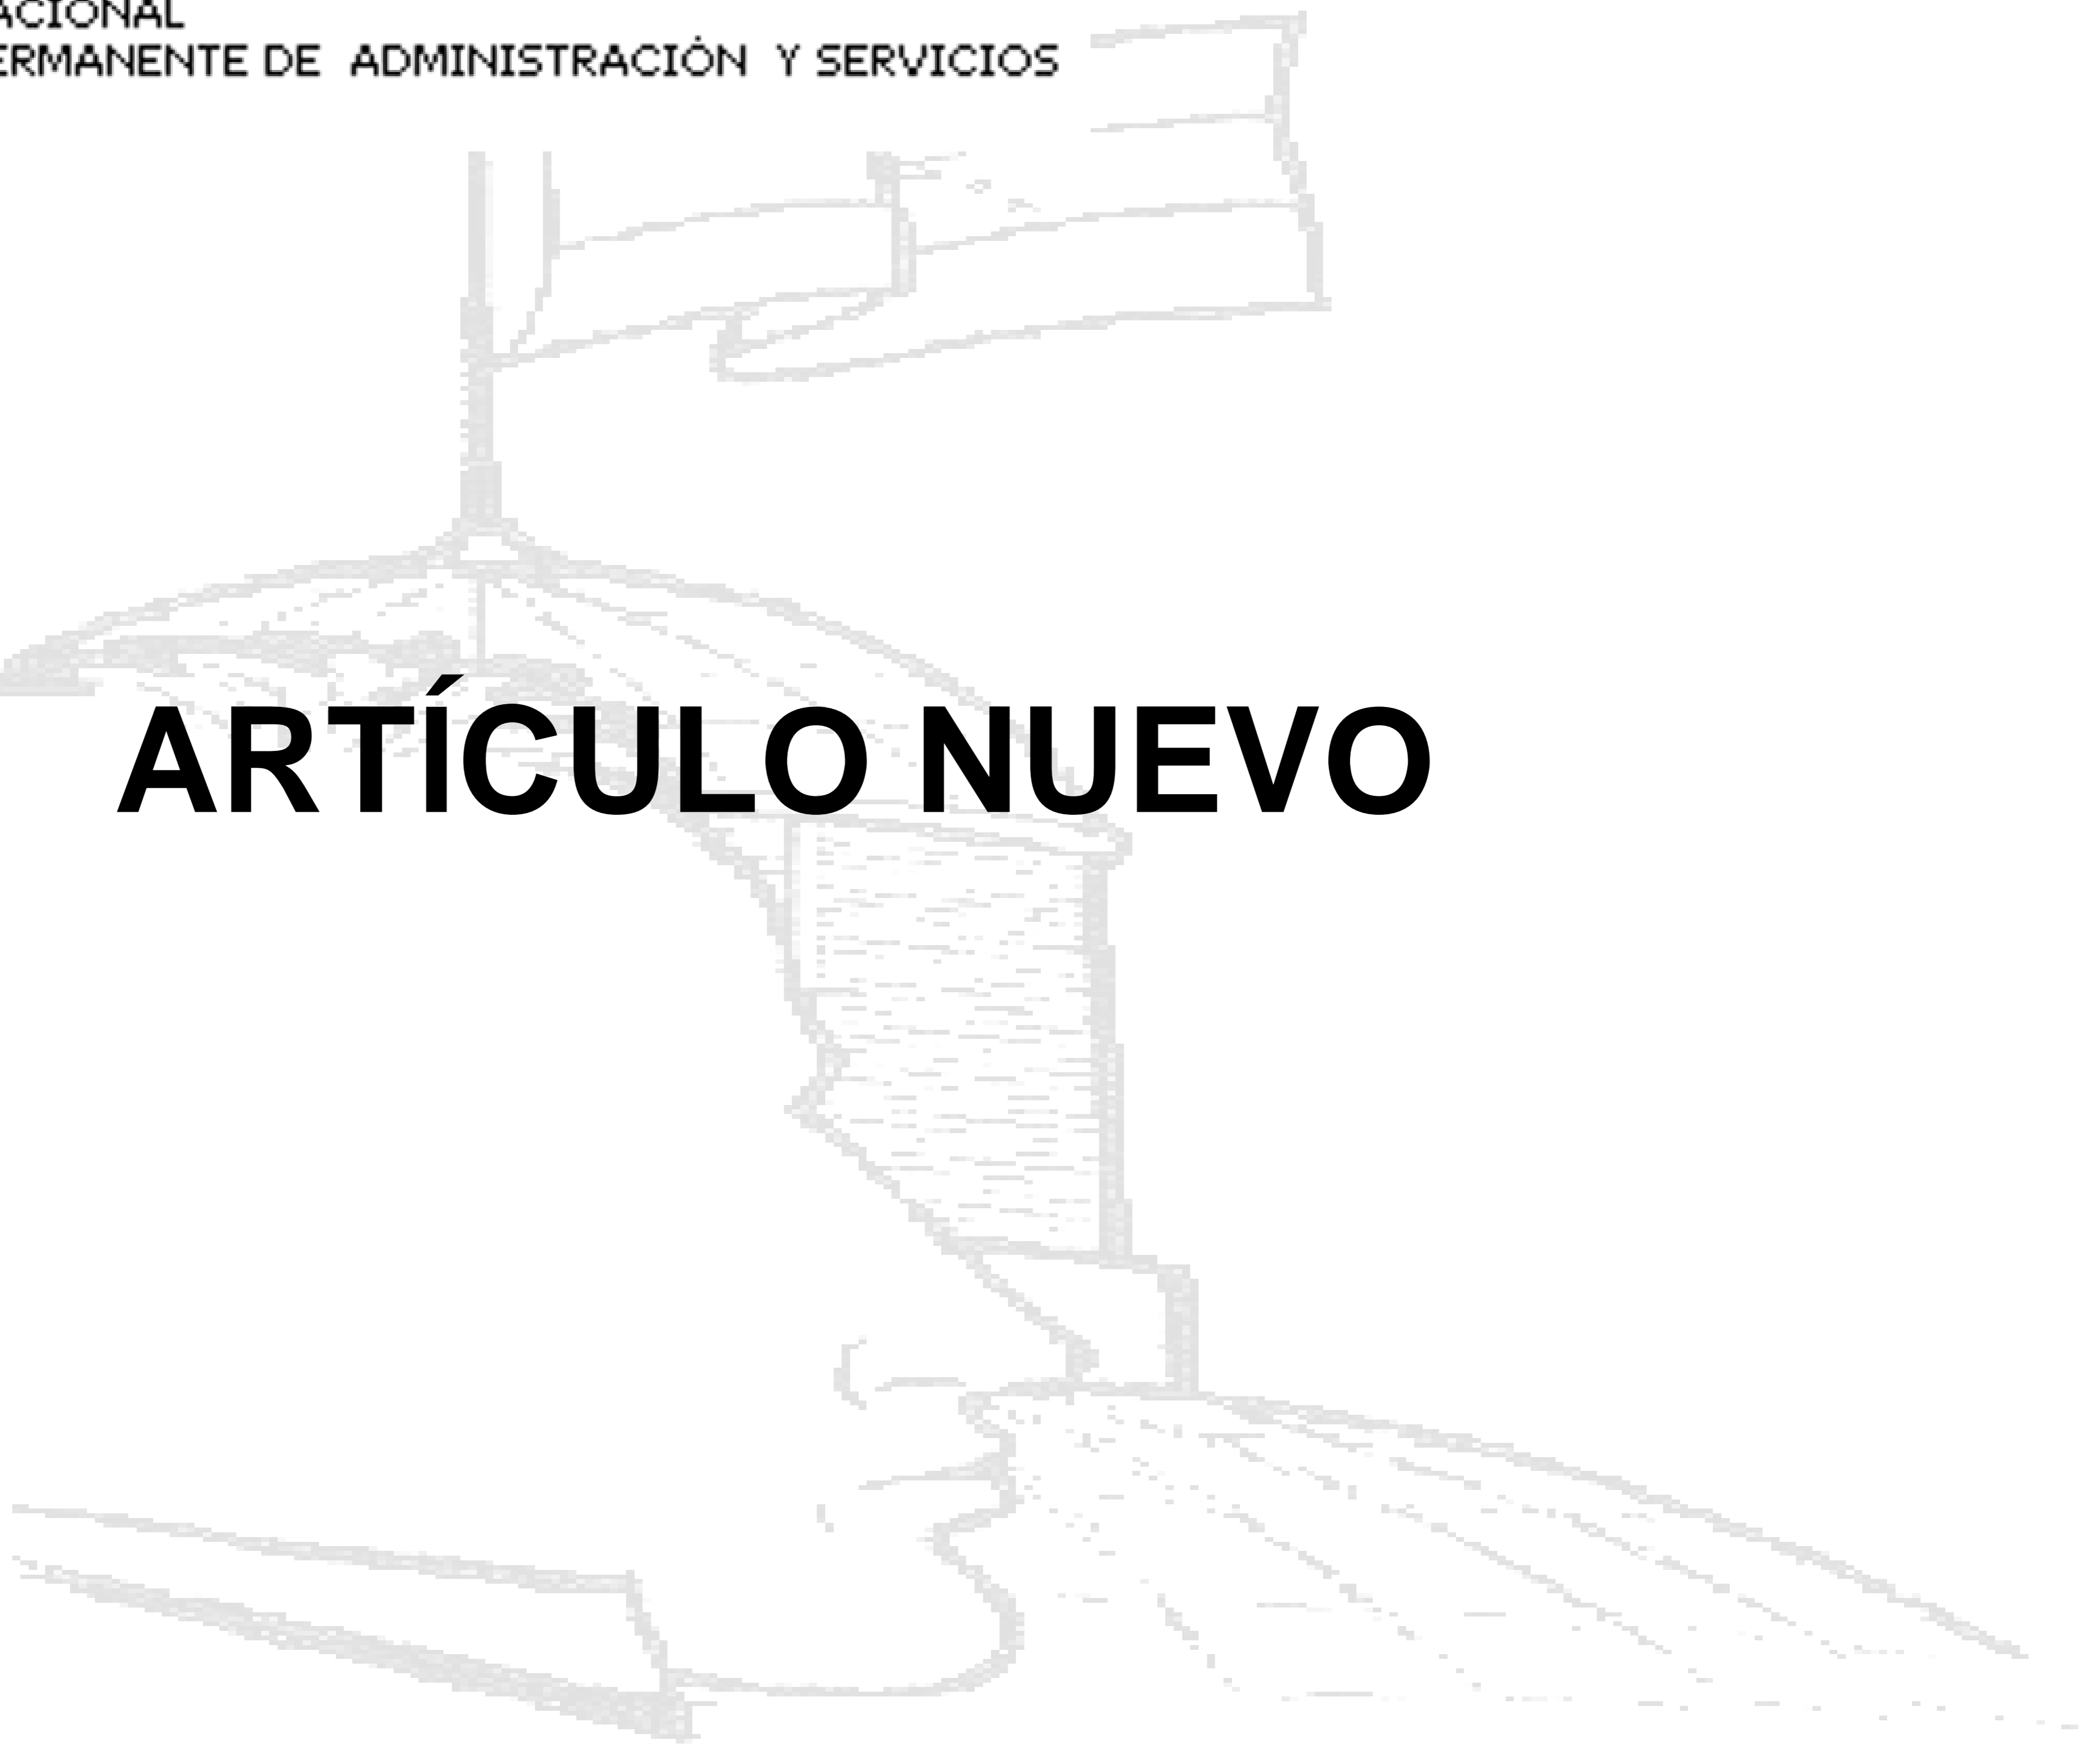 ACIONAL
ERMANENTE DE ADMINISTRACIÓN Y SERVICIOS
ARTÍCULO NUEVO